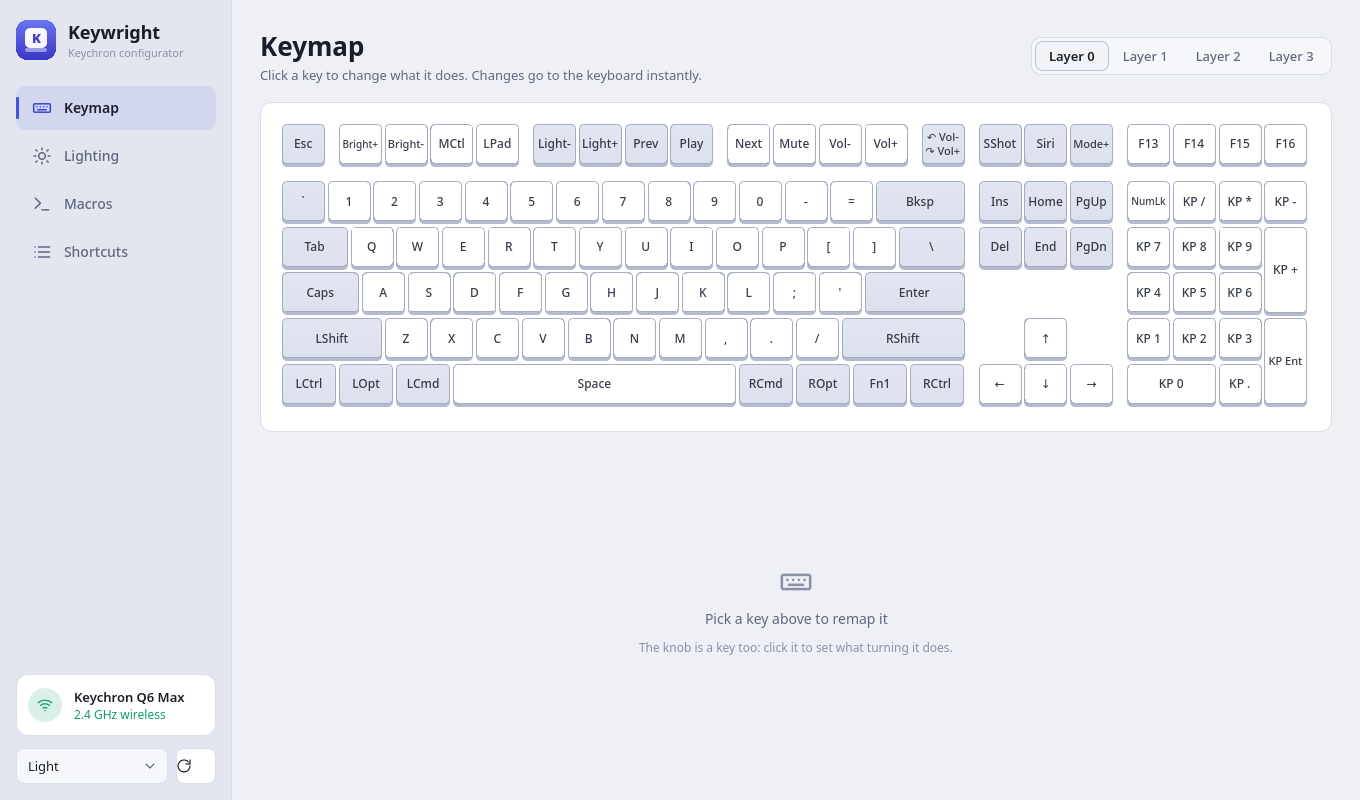 K
Keywright
Keychron configurator
Keymap
Lighting
Macros
Shortcuts
Keychron Q6 Max
2.4 GHz wireless
Light
Keymap
Click a key to change what it does. Changes go to the keyboard instantly.
Layer 0 Layer 1 Layer 2 Layer 3
Esc Bright+ Bright- MCtl LPad Light- Light+ Prev Play Next Mute Vol- Vol+ ↶ Vol- ↷ Vol+ SShot Siri Mode+ F13 F14 F15 F16
` 1 2 3 4 5 6 7 8 9 0 - = Bksp Ins Home PgUp NumLk KP / KP * KP -
Tab Q W E R T Y U I O P [ ] \ Del End PgDn KP 7 KP 8 KP 9 KP +
Caps A S D F G H J K L ; ' Enter KP 4 KP 5 KP 6
LShift Z X C V B N M , . / RShift ↑ KP 1 KP 2 KP 3 KP Ent
LCtrl LOpt LCmd Space RCmd ROpt Fn1 RCtrl ← ↓ → KP 0 KP .
Pick a key above to remap it
The knob is a key too: click it to set what turning it does.